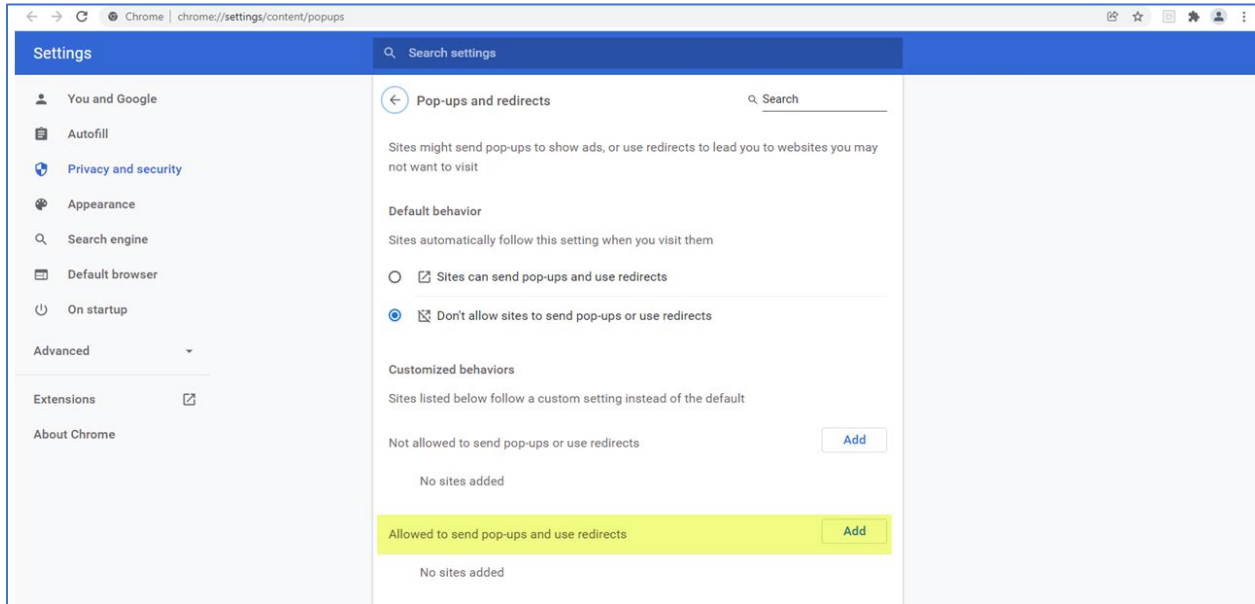 Chrome | chrome://settings/content/popups
Settings
Search settings
You and Google
Autofill
Privacy and security
Appearance
Search engine
Default browser
On startup
Advanced
Extensions
About Chrome
Pop-ups and redirects
Search
Sites might send pop-ups to show ads, or use redirects to lead you to websites you may
not want to visit
Default behavior
Sites automatically follow this setting when you visit them
Sites can send pop-ups and use redirects
Don't allow sites to send pop-ups or use redirects
Customized behaviors
Sites listed below follow a custom setting instead of the default
Not allowed to send pop-ups or use redirects
Add
No sites added
Allowed to send pop-ups and use redirects
Add
No sites added